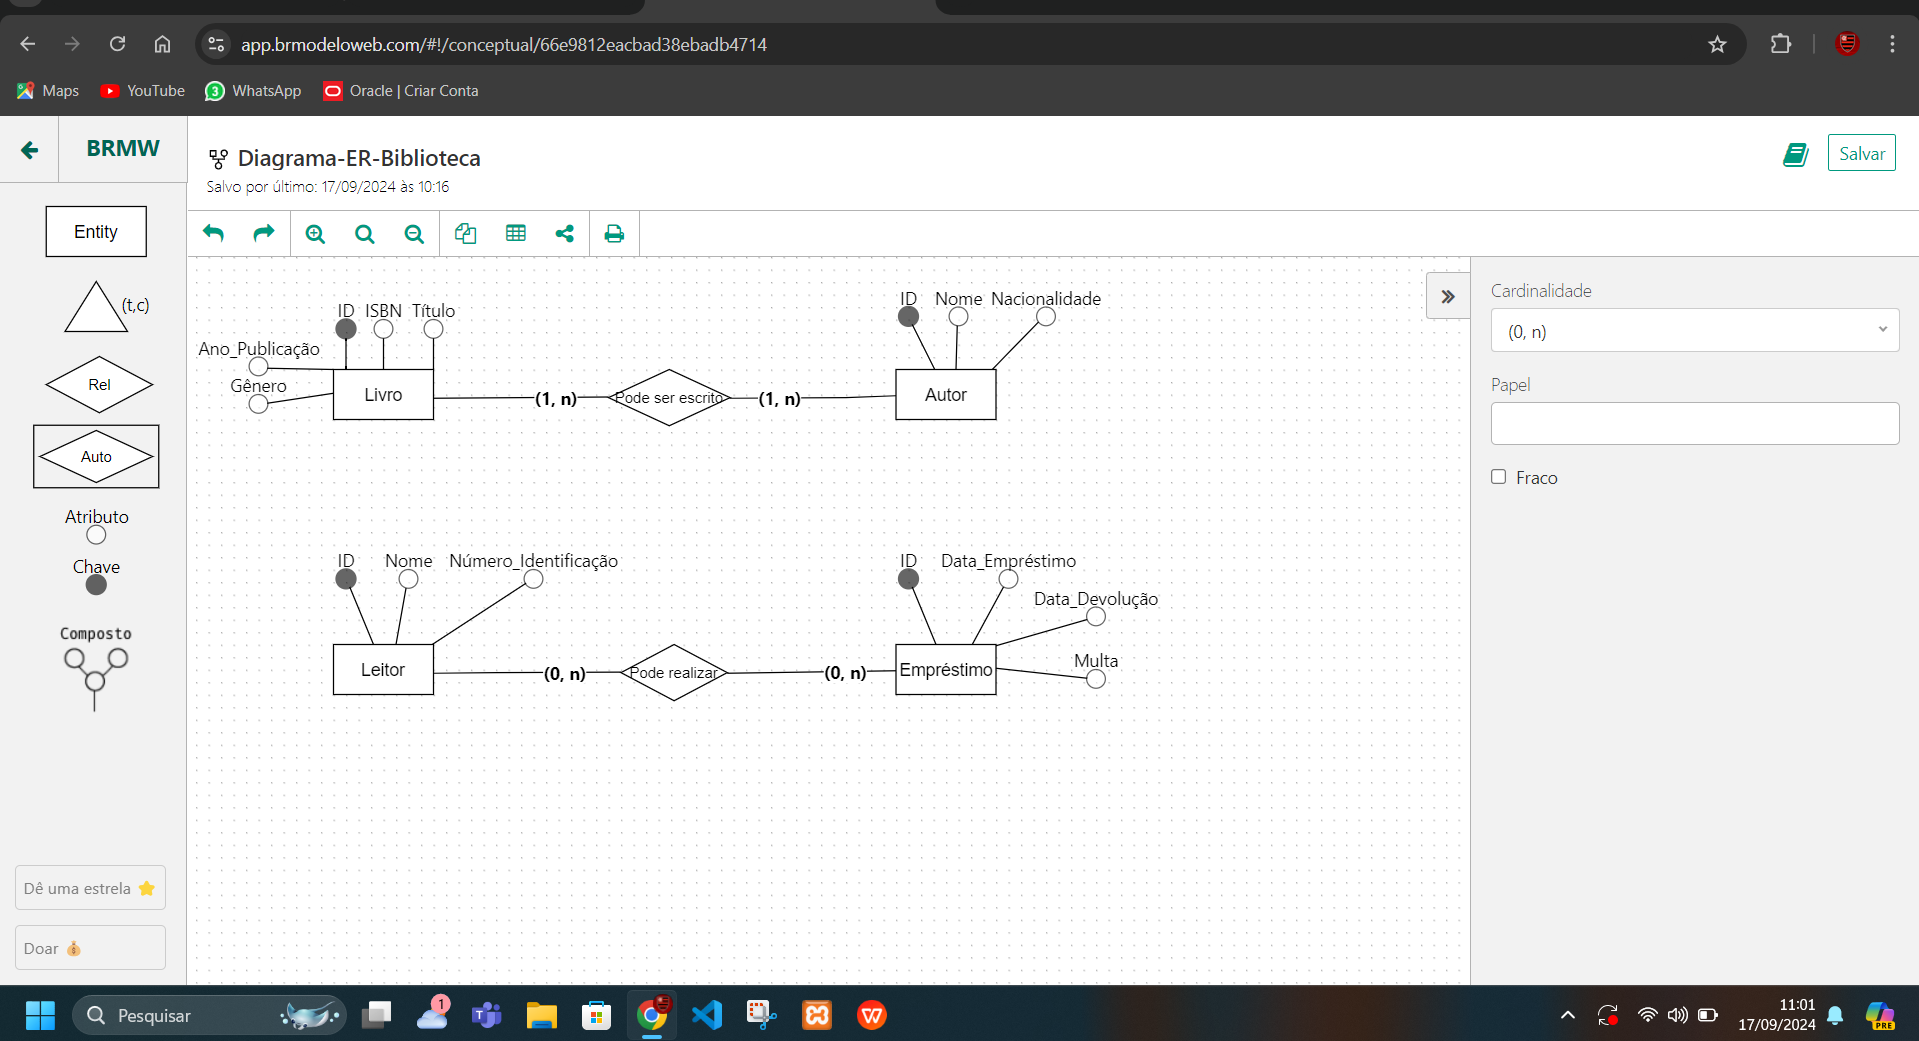 app.brmodeloweb.com/#!/conceptual/66e9812eacbad38ebadb4714
Maps
YouTube
3
WhatsApp
Oracle | Criar Conta
BRMW
Diagrama-ER-Biblioteca
Salvo por último: 17/09/2024 às 10:16
Salvar
Entity
(t,c)
Rel
Auto
Atributo
Chave
Composto
Dê uma estrela
Doar
ID ISBN Título
Ano_Publicação
Gênero
Livro
(1, n)
Pode ser escrito
(1, n)
ID Nome Nacionalidade
Autor
ID Nome Número_Identificação
Leitor
(0, n)
Pode realizar
(0, n)
ID Data_Empréstimo
Data_Devolução
Multa
Empréstimo
Cardinalidade
(0, n)
Papel
Fraco
Pesquisar
1
T
W
11:01
17/09/2024
PRE